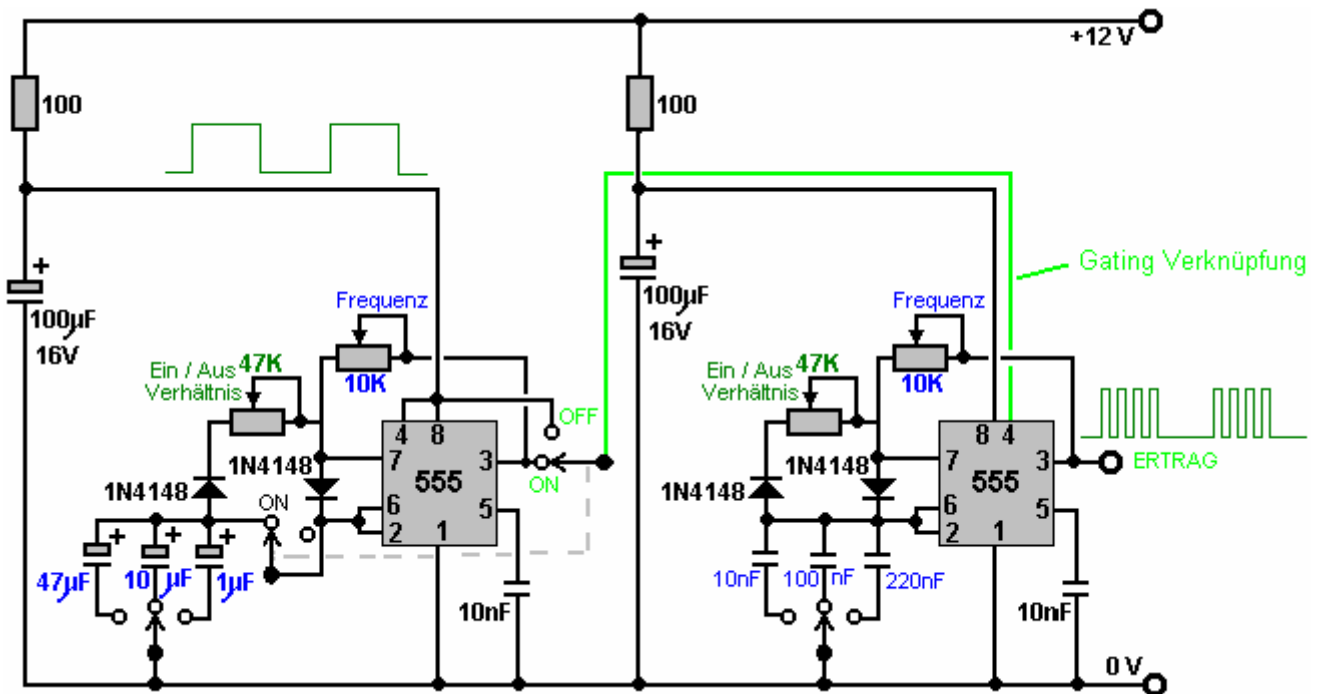 +12 V
100
100
Gating Verknüpfung
100µF
16V
100µF
16V
Frequenz
10K
Ein / Aus 47K
Verhältnis
OFF
ON
4 8
7
3
555
6
5
2
1
1N4148
1N4148
ON
47µF
10 µF
1µF
10nF
Frequenz
10K
Ein / Aus 47K
Verhältnis
8 4
7
3
555
6
5
2
1
ERTRAG
1N4148
1N4148
10nF
100 nF
220nF
10nF
0 V